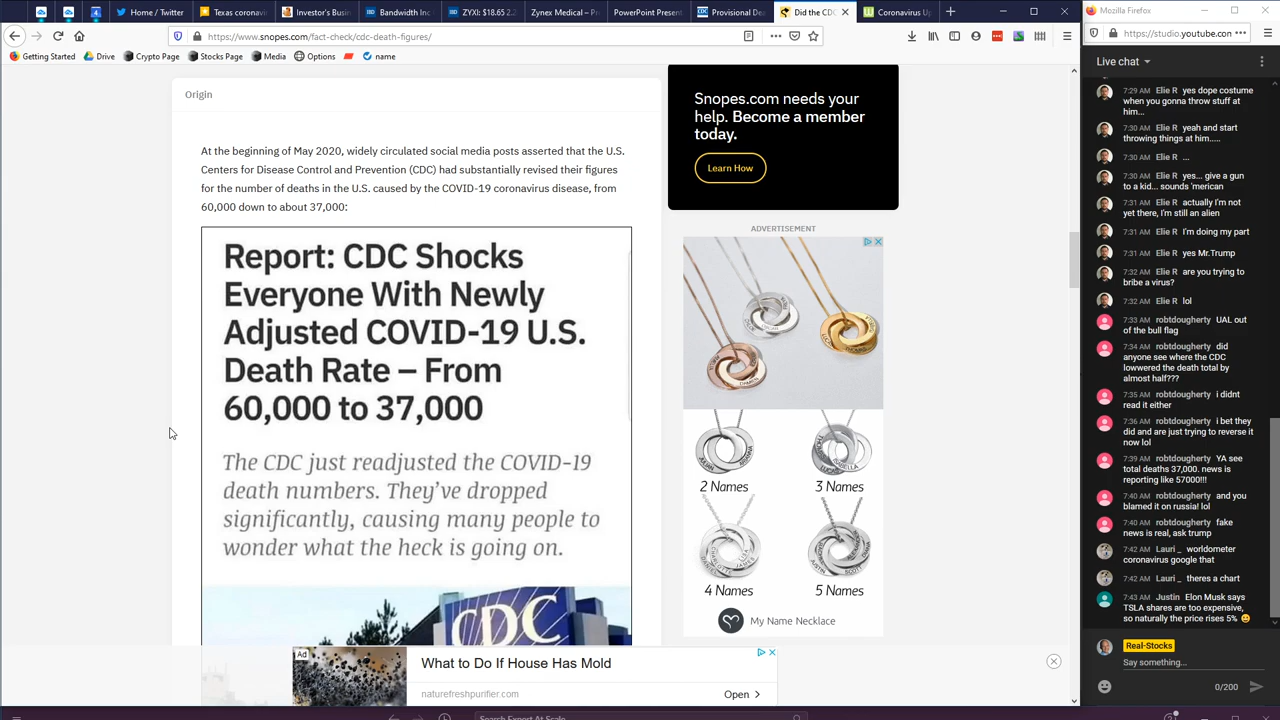 Home / Twitter
Texas coronavi
Investor's Busin
Bandwidth Inc
ZYXI: $18.65 2.
Zynex Medical – Pr
PowerPoint Present
Provisional Dea
Did the CDC
Coronavirus Up
https://www.snopes.com/fact-check/cdc-death-figures/
Getting Started
Drive
Crypto Page
Stocks Page
Media
Options
name
Origin
At the beginning of May 2020, widely circulated social media posts asserted that the U.S.
Centers for Disease Control and Prevention (CDC) had substantially revised their figures
for the number of deaths in the U.S. caused by the COVID-19 coronavirus disease, from
60,000 down to about 37,000:
Report: CDC Shocks
Everyone With Newly
Adjusted COVID-19 U.S.
Death Rate – From
60,000 to 37,000
The CDC just readjusted the COVID-19
death numbers. They've dropped
significantly, causing many people to
wonder what the heck is going on.
CDC
Snopes.com needs your
help. Become a member
today.
Learn How
ADVERTISEMENT
2 Names
3 Names
4 Names
5 Names
My Name Necklace
Ad
What to Do If House Has Mold
naturefreshpurifier.com
Open
Search Expert At Scale
Mozilla Firefox
https://studio.youtube.con
Live chat
7:29 AM Elie R yes dope costume
when you gonna throw stuff at
him...
7:30 AM Elie R yeah and start
throwing things at him.....
7:30 AM Elie R ...
7:30 AM Elie R yes... give a gun
to a kid... sounds 'merican
7:31 AM Elie R actually I'm not
yet there, I'm still an alien
7:31 AM Elie R I'm doing my part
7:31 AM Elie R yes Mr.Trump
7:32 AM Elie R are you trying to
bribe a virus?
7:32 AM Elie R lol
7:33 AM robtdougherty UAL out
of the bull flag
7:34 AM robtdougherty did
anyone see where the CDC
lowwered the death total by
almost half???
7:35 AM robtdougherty i didnt
read it either
7:36 AM robtdougherty i bet they
did and are just trying to reverse it
now lol
7:39 AM robtdougherty YA see
total deaths 37,000. news is
reporting like 57000!!!
7:40 AM robtdougherty and you
blamed it on russia! lol
7:40 AM robtdougherty fake
news is real, ask trump
7:42 AM Lauri _ worldometer
coronavirus google that
7:42 AM Lauri _ theres a chart
7:43 AM Justin Elon Musk says
TSLA shares are too expensive,
so naturally the price rises 5%
Real-Stocks
Say something...
0/200